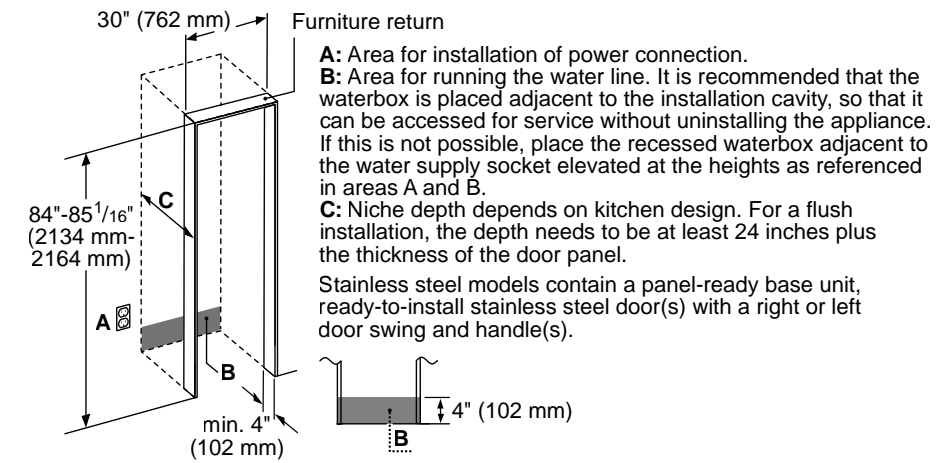 30" (762 mm)
Furniture return
A: Area for installation of power connection.
B: Area for running the water line. It is recommended that the
waterbox is placed adjacent to the installation cavity, so that it
can be accessed for service without uninstalling the appliance.
If this is not possible, place the recessed waterbox adjacent to
the water supply socket elevated at the heights as referenced
in areas A and B.
C: Niche depth depends on kitchen design. For a flush
installation, the depth needs to be at least 24 inches plus
the thickness of the door panel.
Stainless steel models contain a panel-ready base unit,
ready-to-install stainless steel door(s) with a right or left
door swing and handle(s).
C
84"-85 1/16"
(2134 mm-
2164 mm)
A
B
min. 4"
(102 mm)
4" (102 mm)
B